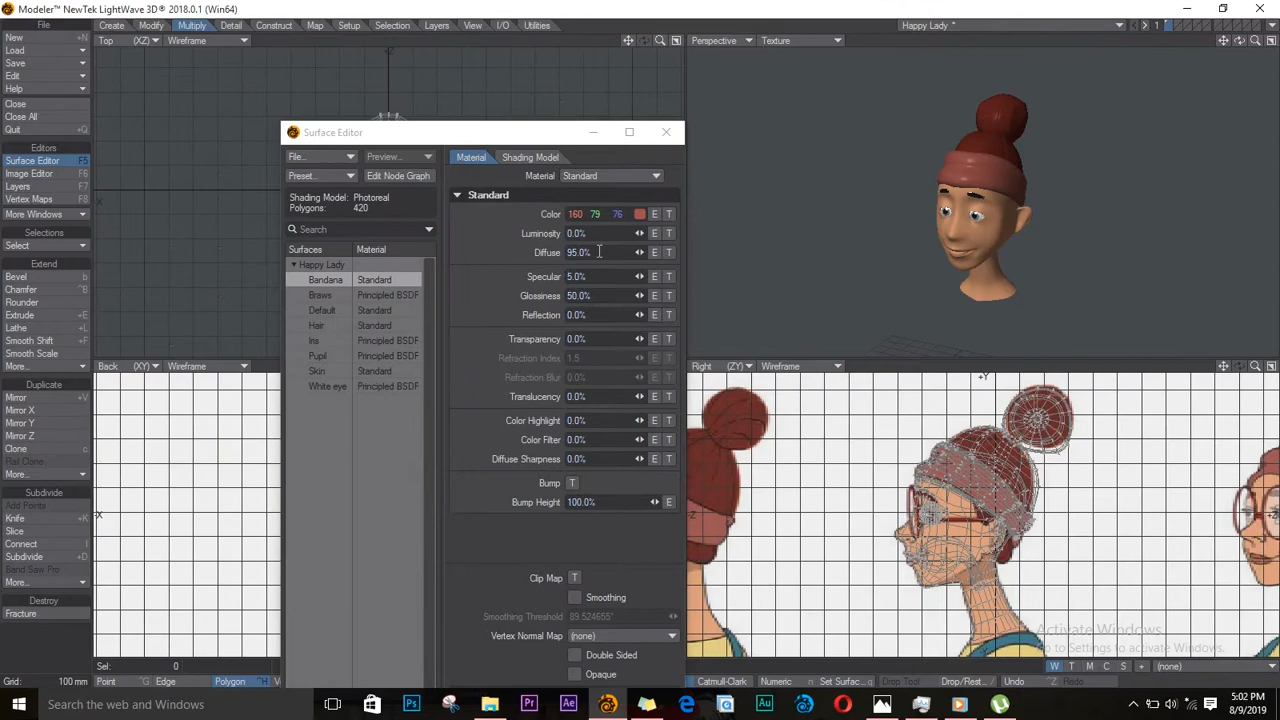 Modeler™ NewTek LightWave 3D® 2018.0.1 (Win64)
File
Create Modify Multiply Detail Construct Map Setup Selection Layers View I/O Utilities
Happy Lady *
1
New +N
Load
Save
Edit
Help
Close
Close All
Quit +Q
Editors
Surface Editor F5
Image Editor F6
Layers F7
Vertex Maps F8
More Windows
Selections
Select
Extend
Bevel b
Chamfer ^B
Rounder
Extrude +E
Lathe +L
Smooth Shift +F
Smooth Scale
More...
Duplicate
Mirror +V
Mirror X
Mirror Y
Mirror Z
Clone c
Rail Clone...
More...
Subdivide
Add Points
Knife +K
Slice
Connect +l
Subdivide +D
Band Saw Pro
More...
Destroy
Fracture
Top (XZ) Wireframe
Perspective Texture
Back (XY) Wireframe
Right (ZY) Wireframe
Surface Editor
File... Preview...
Preset... Edit Node Graph
Shading Model: Photoreal
Polygons: 420
Search
Surfaces Material
Happy Lady
Bandana Standard
Braws Principled BSDF
Default Standard
Hair Standard
Iris Principled BSDF
Pupil Principled BSDF
Skin Standard
White eye Principled BSDF
Material Shading Model
Material Standard
Standard
Color 160 79 76 E T
Luminosity 0.0% E T
Diffuse 95.0% E T
Specular 5.0% E T
Glossiness 50.0% E T
Reflection 0.0% E T
Transparency 0.0% E T
Refraction Index 1.5 E T
Refraction Blur 0.0% E T
Translucency 0.0% E T
Color Highlight 0.0% E T
Color Filter 0.0% E T
Diffuse Sharpness 0.0% E T
Bump T
Bump Height 100.0% E
Clip Map T
Smoothing
Smoothing Threshold 89.524655°
Vertex Normal Map (none)
Double Sided
Opaque
+Y
Activate Windows
Go to Settings to activate Windows.
Sel: 0
W T M C S + (none)
Grid: 100 mm
Point ^G Edge Polygon ^H
Catmull-Clark Numeric n Set Surfac... Drop Tool Drop/Rest... Undo Redo
Search the web and Windows
5:02 PM
8/9/2019